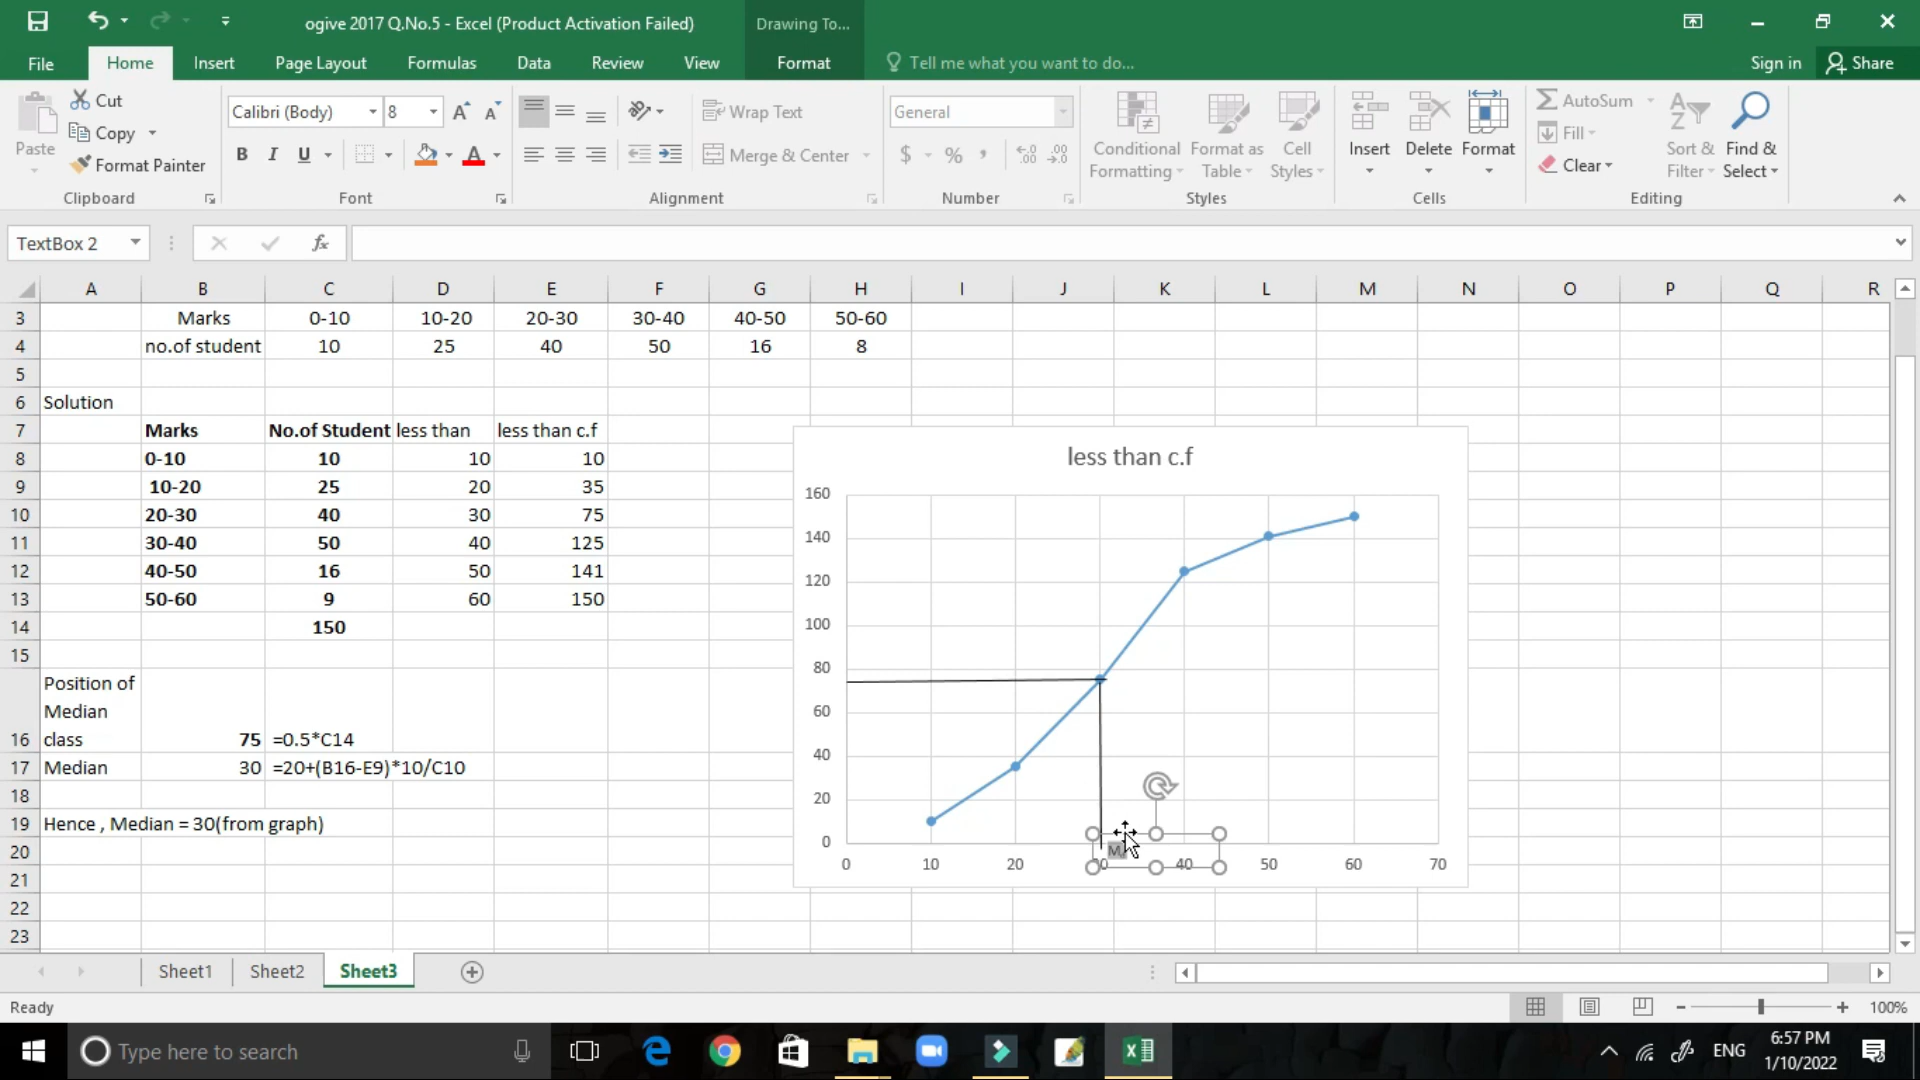 ogive 2017 Q.No.5 - Excel (Product Activation Failed)
Drawing To...
File Home Insert Page Layout Formulas Data Review View Format Tell me what you want to do... Sign in Share
Paste
Cut
Copy
Format Painter
Clipboard
Calibri (Body) 8
B I U
Font
Wrap Text
Merge & Center
Alignment
General
$ % ,
Number
Conditional Formatting
Format as Table
Cell Styles
Styles
Insert Delete Format
Cells
AutoSum
Fill
Clear
Sort & Filter
Find & Select
Editing
TextBox 2 fx
A B C D E F G H I J K L M N O P Q R
3 Marks 0-10 10-20 20-30 30-40 40-50 50-60
4 no.of student 10 25 40 50 16 8
5
6 Solution
7 Marks No.of Student less than less than c.f
8 0-10 10 10 10
9 10-20 25 20 35
10 20-30 40 30 75
11 30-40 50 40 125
12 40-50 16 50 141
13 50-60 9 60 150
14 150
15
Position of
Median
16 class 75 =0.5*C14
17 Median 30 =20+(B16-E9)*10/C10
18
19 Hence , Median = 30(from graph)
20
21
22
23
less than c.f
160
140
120
100
80
60
40
20
0
0 10 20 40 50 60 70
Sheet1 Sheet2 Sheet3
Ready
100%
Type here to search
ENG
6:57 PM
1/10/2022